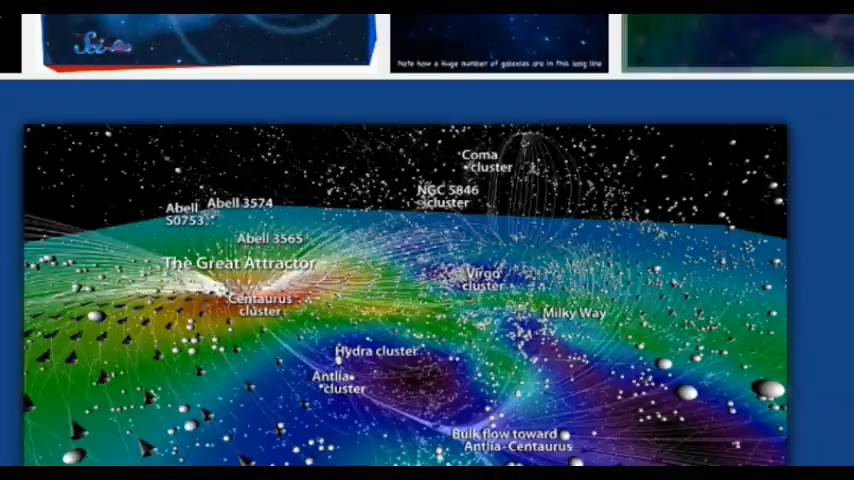 Sci
Note how a huge number of galaxies are in this long line
Coma
cluster
NGC 5846
cluster
Abell
S0753
Abell 3574
Abell 3565
The Great Attractor
Centaurus
cluster
Virgo
cluster
Milky Way
Hydra cluster
Antlia
cluster
Bulk flow toward
Antlia-Centaurus